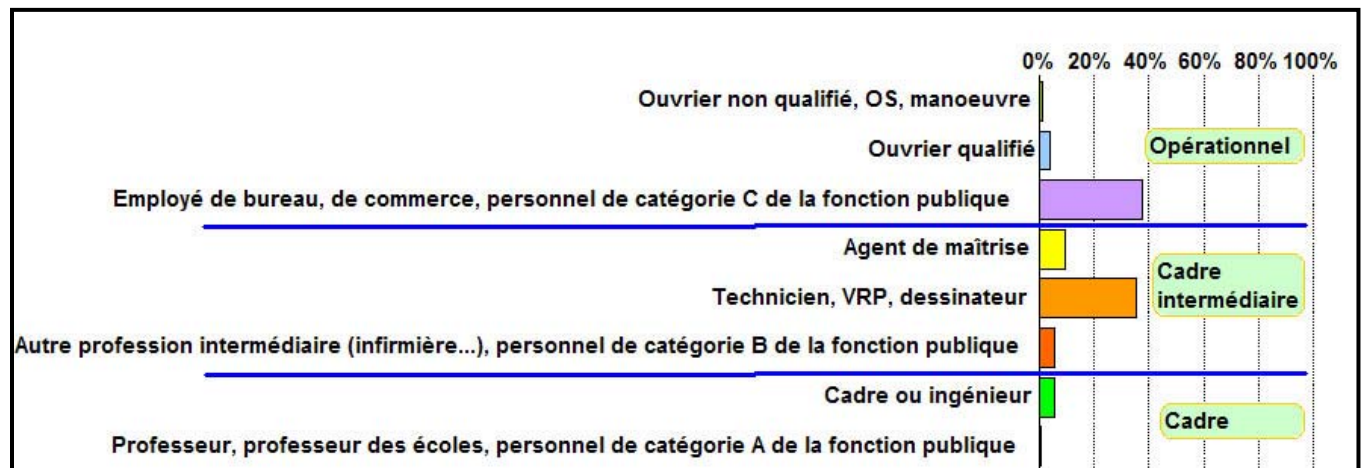 0% 20% 40% 60% 80% 100%
Ouvrier non qualifié, OS, manoeuvre
Ouvrier qualifié
Opérationnel
Employé de bureau, de commerce, personnel de catégorie C de la fonction publique
Agent de maîtrise
Cadre
intermédiaire
Technicien, VRP, dessinateur
Autre profession intermédiaire (infirmière...), personnel de catégorie B de la fonction publique
Cadre ou ingénieur
Cadre
Professeur, professeur des écoles, personnel de catégorie A de la fonction publique